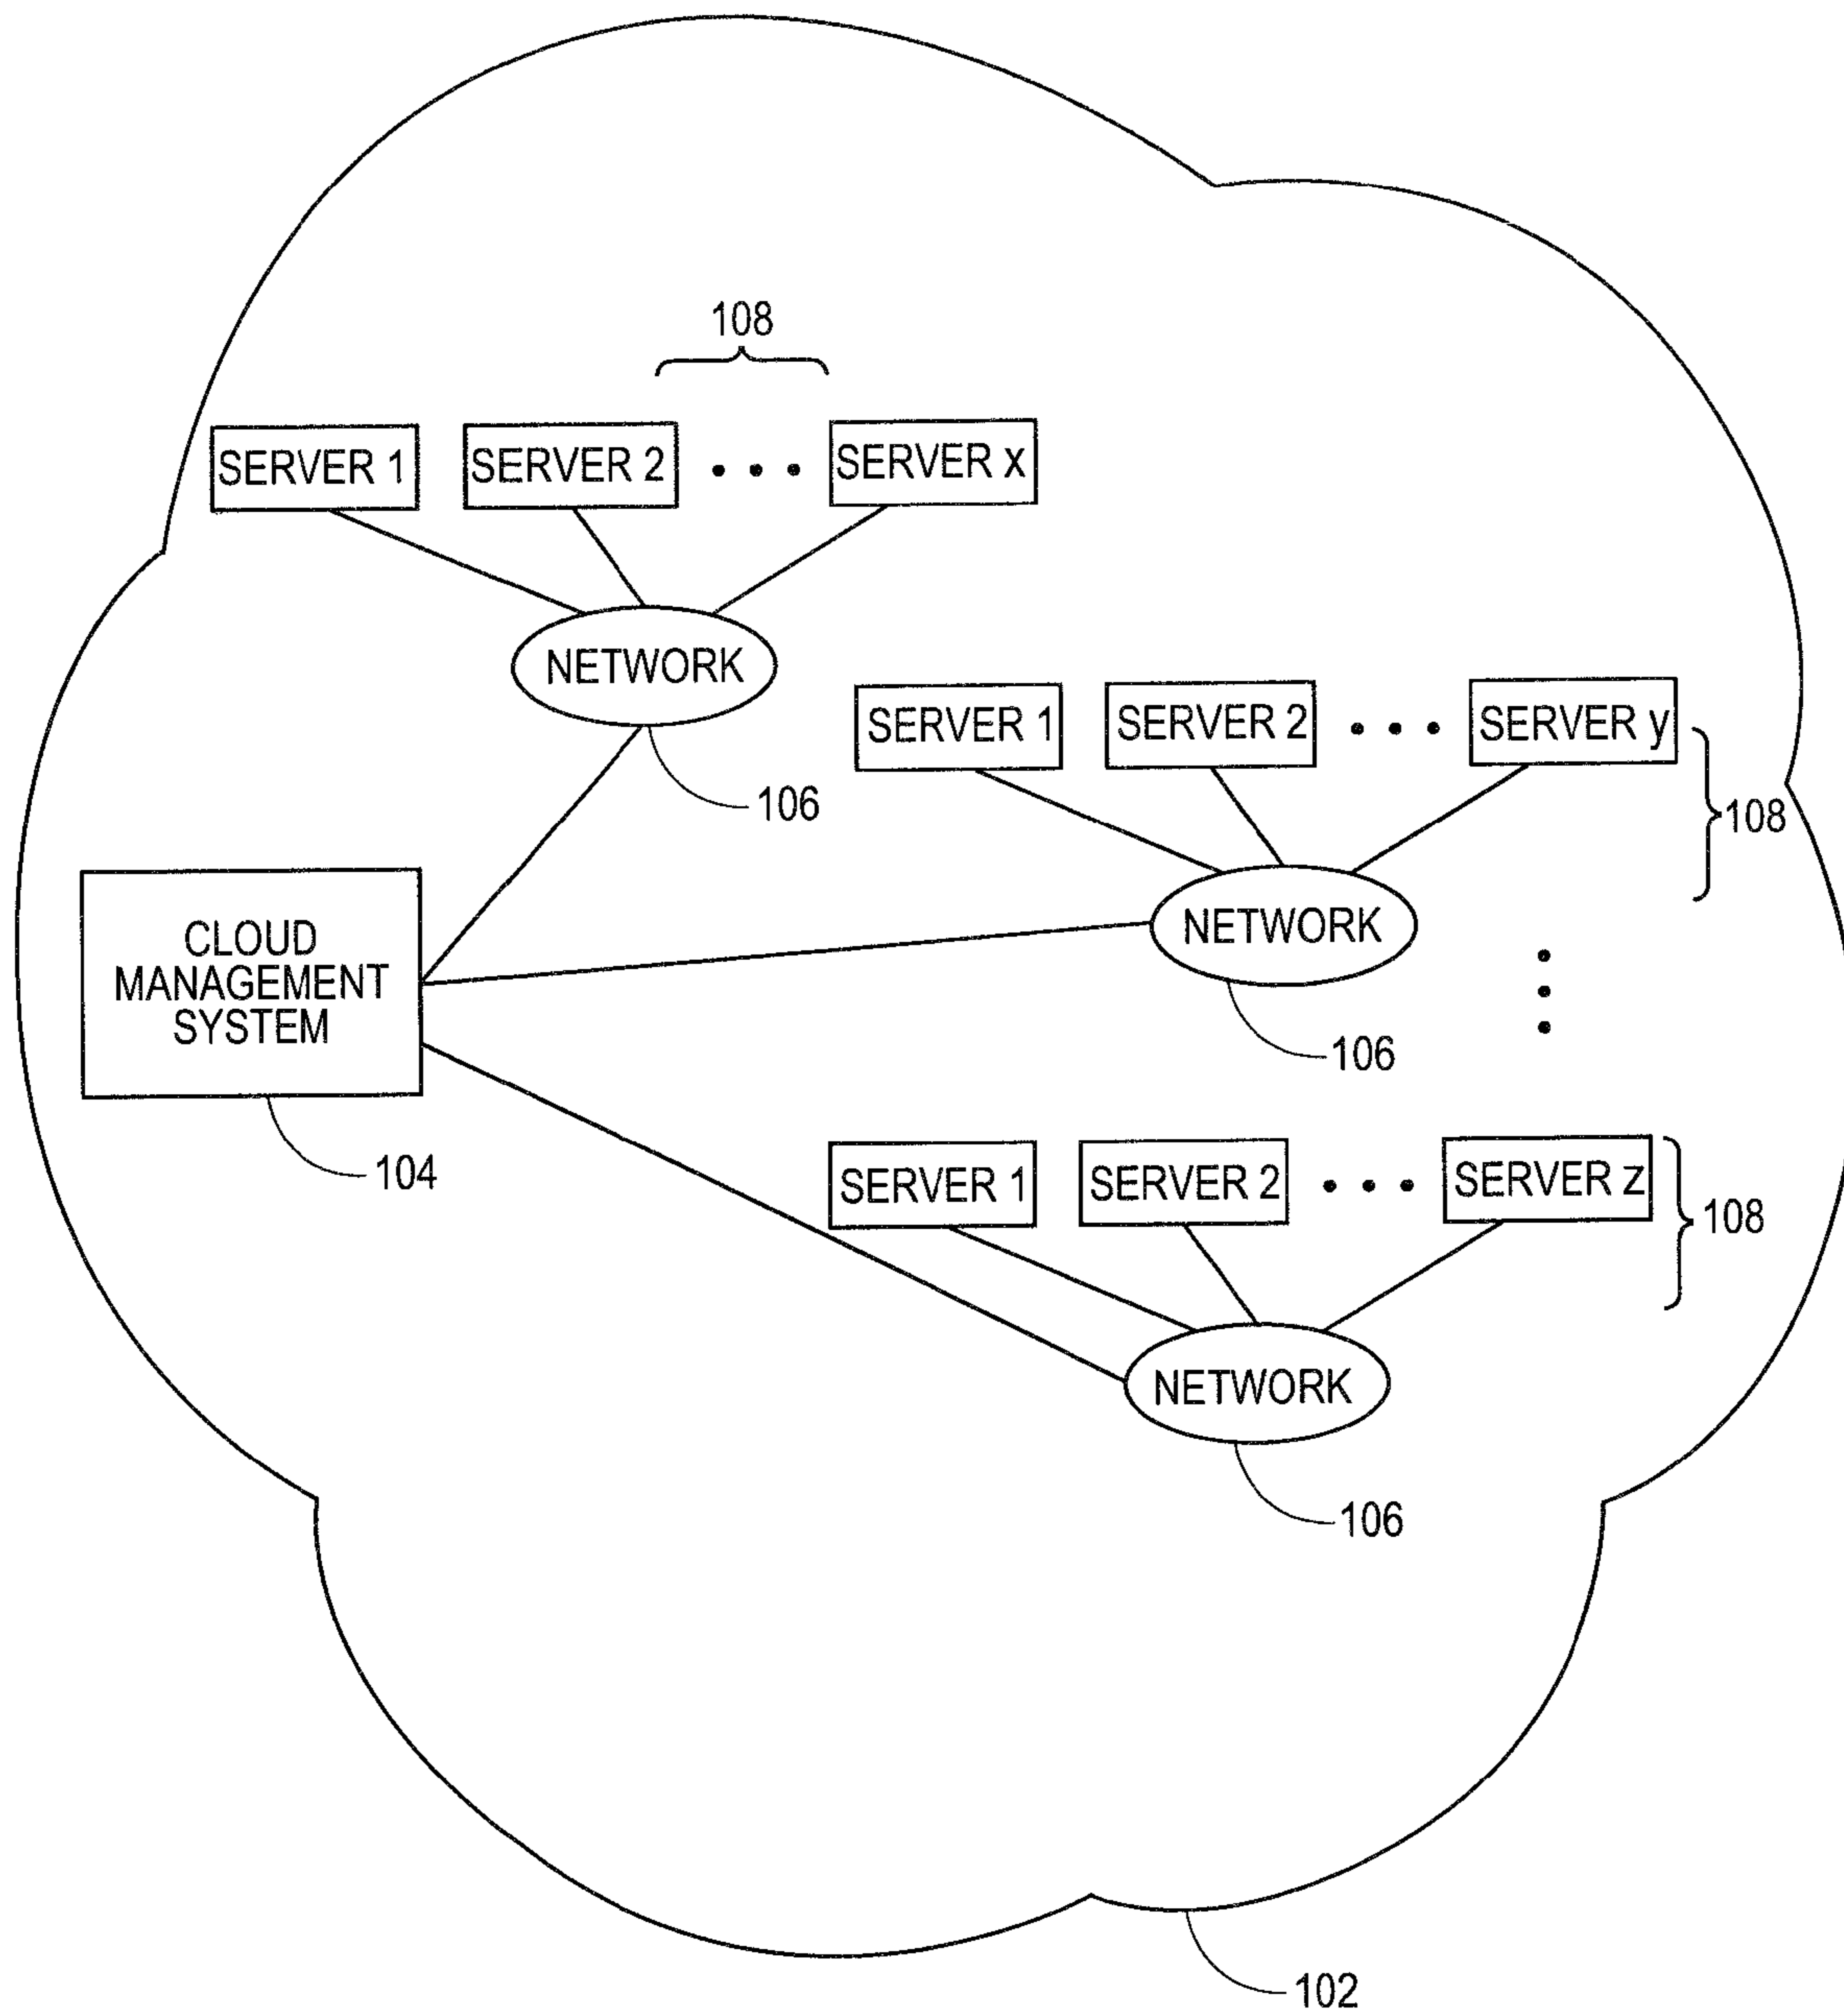 108
SERVER 1
SERVER 2
SERVER x
NETWORK
106
SERVER 1
SERVER 2
SERVER y
108
NETWORK
106
CLOUD
MANAGEMENT
SYSTEM
104
SERVER 1
SERVER 2
SERVER z
108
NETWORK
106
102